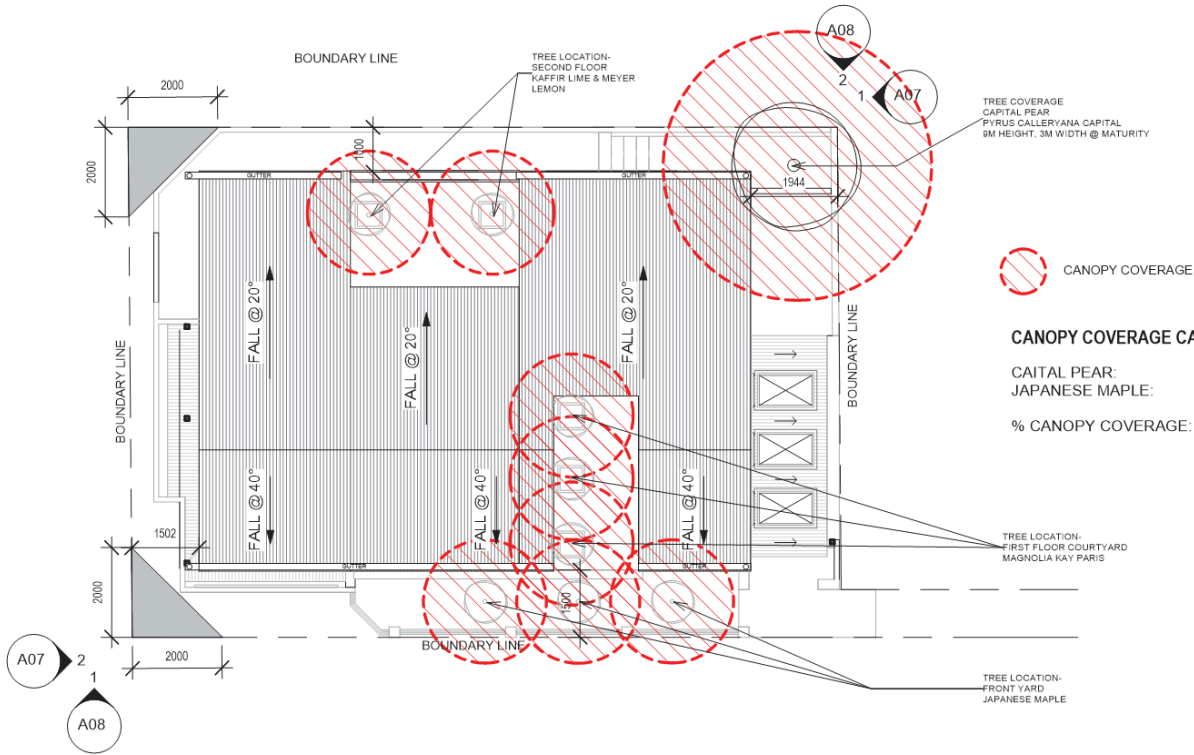 A08
2
1
A07
BOUNDARY LINE
TREE LOCATION-
SECOND FLOOR
KAFFIR LIME & MEYER
LEMON
2000
TREE COVERAGE
CAPITAL PEAR
PYRUS CALLERYANA CAPITAL
9M HEIGHT, 3M WIDTH @ MATURITY
2000
1000
GUTTER
GUTTER
1944
CANOPY COVERAGE
FALL @ 20°
FALL @ 20°
FALL @ 20°
BOUNDARY LINE
BOUNDARY LINE
CANOPY COVERAGE CA
CAITAL PEAR:
JAPANESE MAPLE:
% CANOPY COVERAGE:
FALL @ 40°
FALL @ 40°
FALL @ 40°
1502
TREE LOCATION-
FIRST FLOOR COURTYARD
MAGNOLIA KAY PARIS
GUTTER
GUTTER
2000
1500
BOUNDARY LINE
2000
A07
2
1
A08
TREE LOCATION-
FRONT YARD
JAPANESE MAPLE